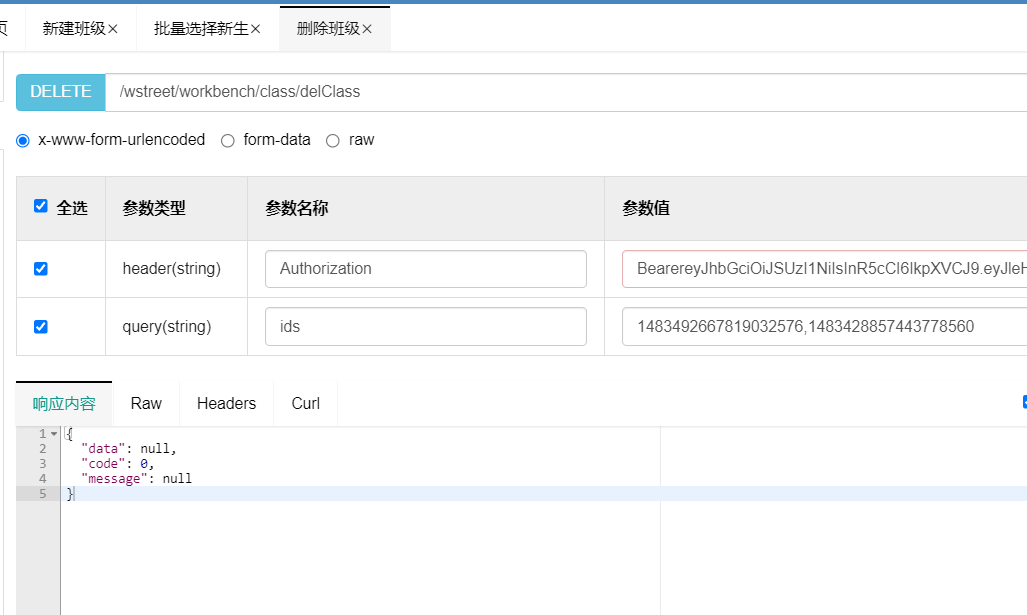 页
新建班级×
批量选择新生×
删除班级×
DELETE /wstreet/workbench/class/delClass
x-www-form-urlencoded form-data raw
全选 参数类型 参数名称 参数值
header(string) Authorization BearereyJhbGciOiJSUzI1NiIsInR5cCI6IkpXVCJ9.eyJleH
query(string) ids 1483492667819032576,1483428857443778560
响应内容 Raw Headers Curl
1 {
2 "data": null,
3 "code": 0,
4 "message": null
5 }